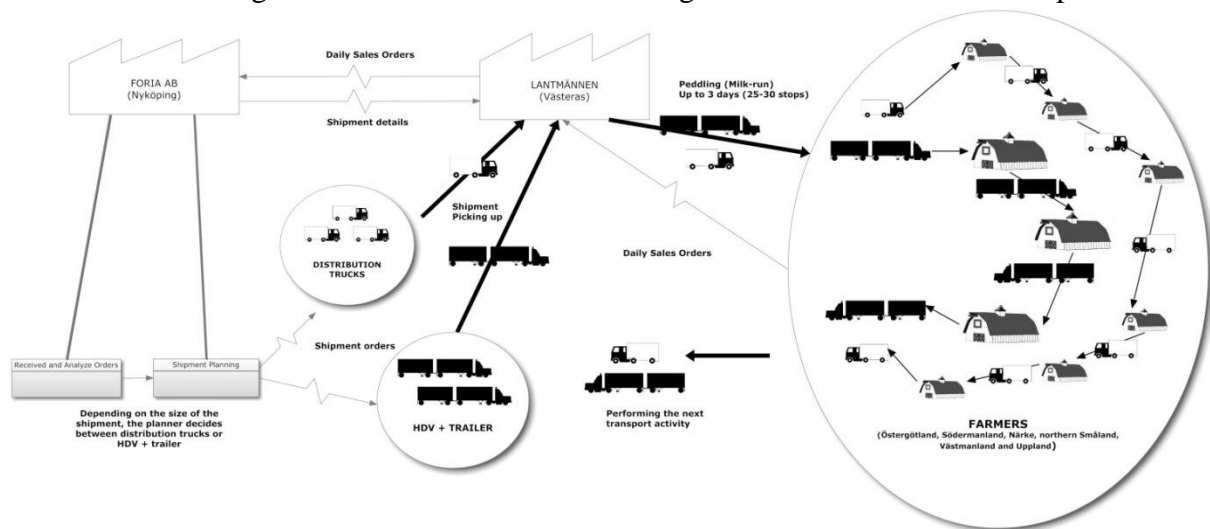 Daily Sales Orders
FORIA AB
(Nyköping)
LANTMÄNNEN
(Västeras)
Shipment details
Peddling (Milk-run)
Up to 3 days (25-30 stops)
Shipment
Picking up
DISTRIBUTION
TRUCKS
Daily Sales Orders
Shipment orders
Received and Analyze Orders
Shipment Planning
Depending on the size of the
shipment, the planner decides
between distribution trucks or
HDV + trailer
HDV + TRAILER
Performing the next
transport activity
FARMERS
(Östergötland, Södermanland, Närke, northern Småland,
Västmanland and Uppland)